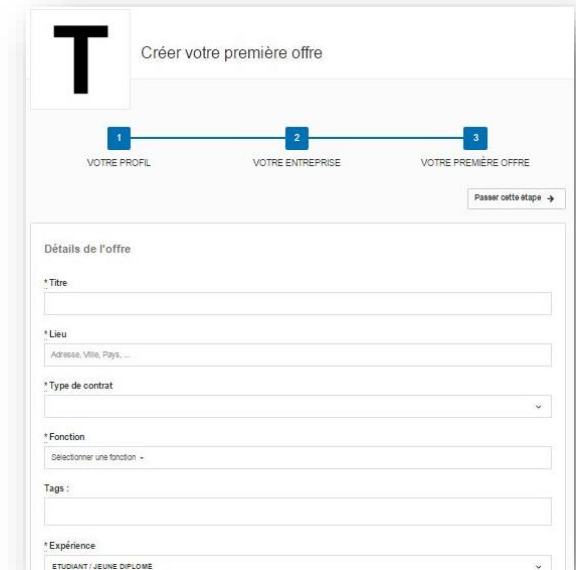 T
Créer votre première offre
1 2 3
VOTRE PROFIL VOTRE ENTREPRISE VOTRE PREMIÈRE OFFRE
Passer cette étape →
Détails de l'offre
* Titre
* Lieu
Adresse, Ville, Pays, ...
* Type de contrat
* Fonction
Sélectionner une fonction
Tags :
* Expérience
ETUDIANT / JEUNE DIPLOMÉ